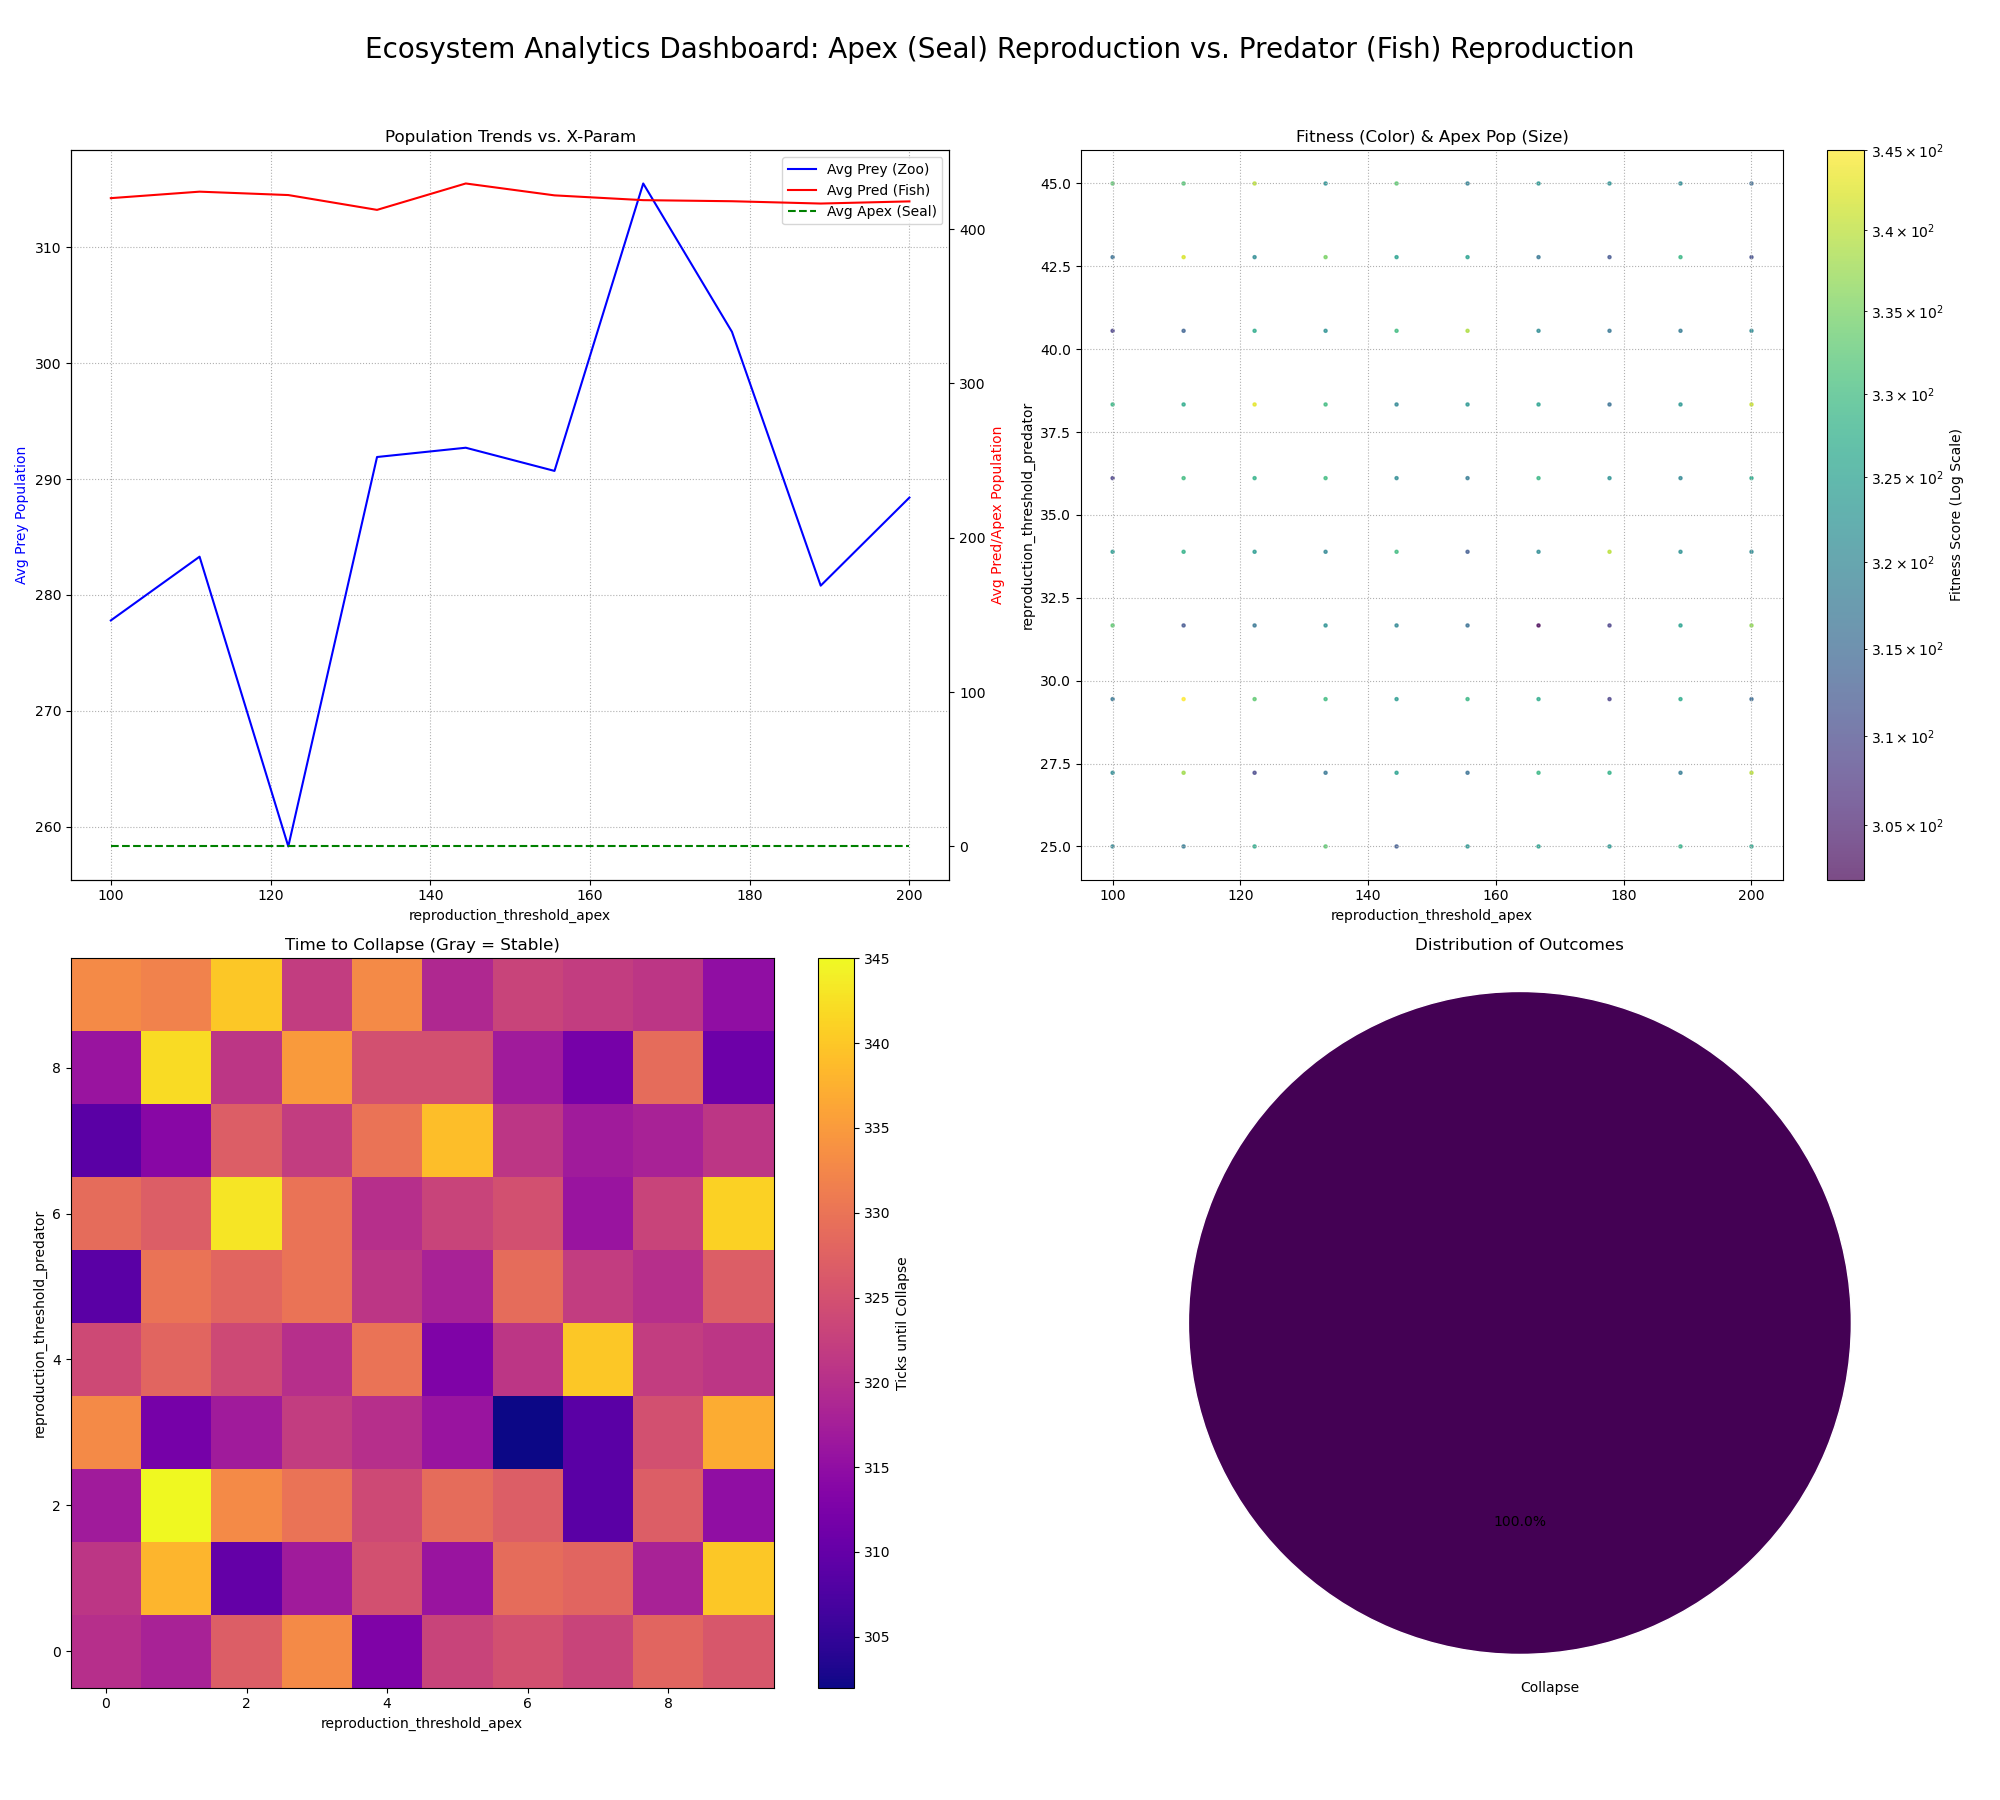 Ecosystem Analytics Dashboard: Apex (Seal) Reproduction vs. Predator (Fish) Reproduction
Population Trends vs. X-Param
Avg Prey (Zoo)
Avg Pred (Fish)
Avg Apex (Seal)
310
300
290
280
270
260
Avg Prey Population
400
300
200
100
0
Avg Pred/Apex Population
100
120
140
160
180
200
reproduction_threshold_apex
Fitness (Color) & Apex Pop (Size)
45.0
42.5
40.0
37.5
35.0
32.5
30.0
27.5
25.0
reproduction_threshold_predator
100
120
140
160
180
200
reproduction_threshold_apex
3.45 × 10²
3.4 × 10²
3.35 × 10²
3.3 × 10²
3.25 × 10²
3.2 × 10²
3.15 × 10²
3.1 × 10²
3.05 × 10²
Fitness Score (Log Scale)
Time to Collapse (Gray = Stable)
8
6
4
2
0
reproduction_threshold_predator
0
2
4
6
8
reproduction_threshold_apex
345
340
335
330
325
320
315
310
305
Ticks until Collapse
Distribution of Outcomes
100.0%
Collapse